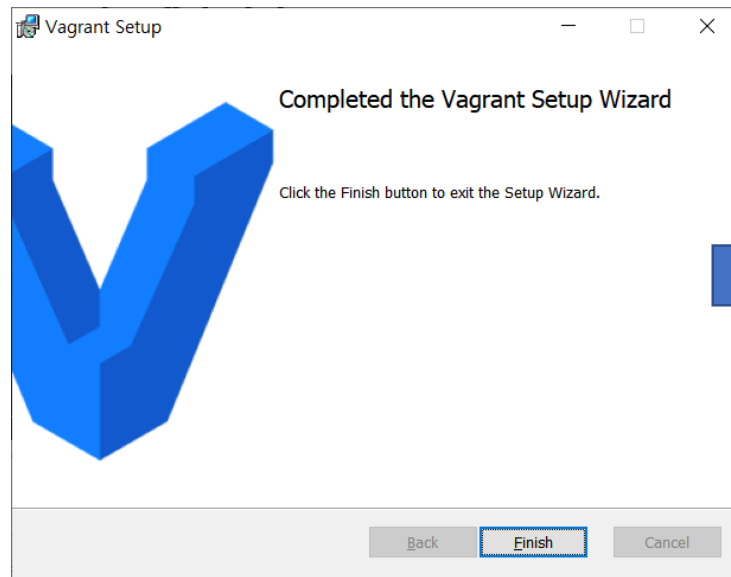 Vagrant Setup
Completed the Vagrant Setup Wizard
Click the Finish button to exit the Setup Wizard.
Back
Finish
Cancel